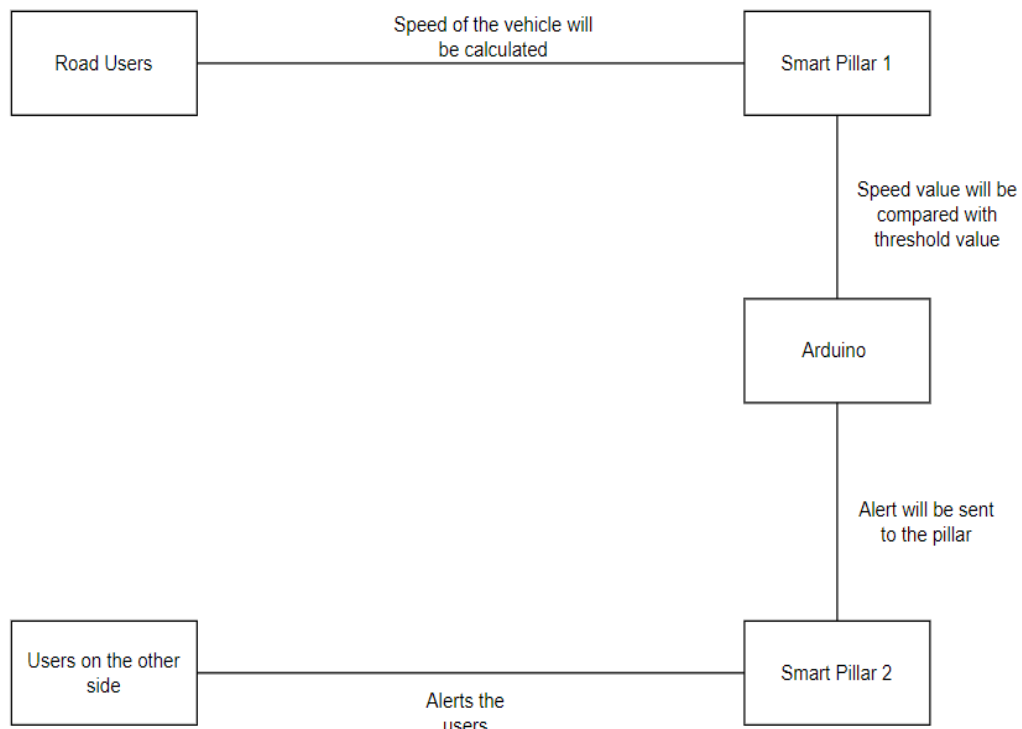 Speed of the vehicle will
be calculated
Road Users
Smart Pillar 1
Speed value will be
compared with
threshold value
Arduino
Alert will be sent
to the pillar
Users on the other
side
Smart Pillar 2
Alerts the
users